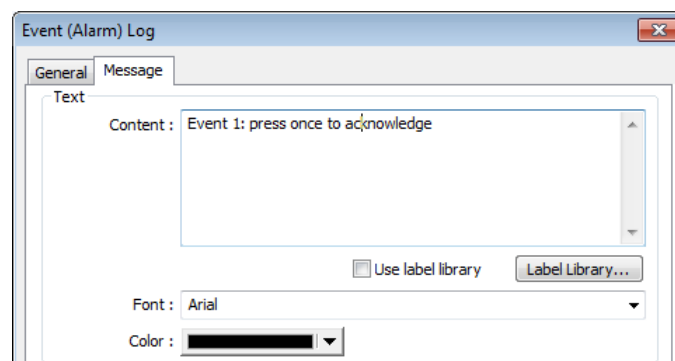 Event (Alarm) Log
General Message
Text
Content : Event 1: press once to acknowledge
Use label library Label Library...
Font : Arial
Color :